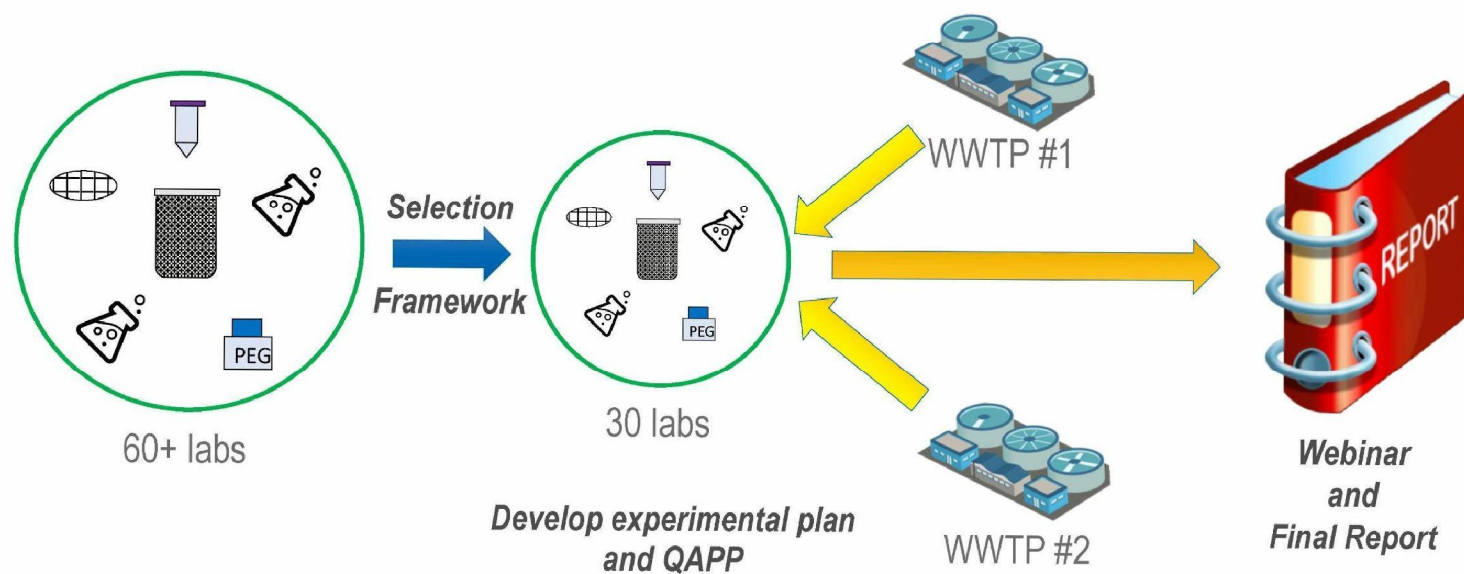 PEG
60+ labs
Selection
Framework
PEG
30 labs
Develop experimental plan
and QAPP
WWTP #1
WWTP #2
REPORT
Webinar
and
Final Report